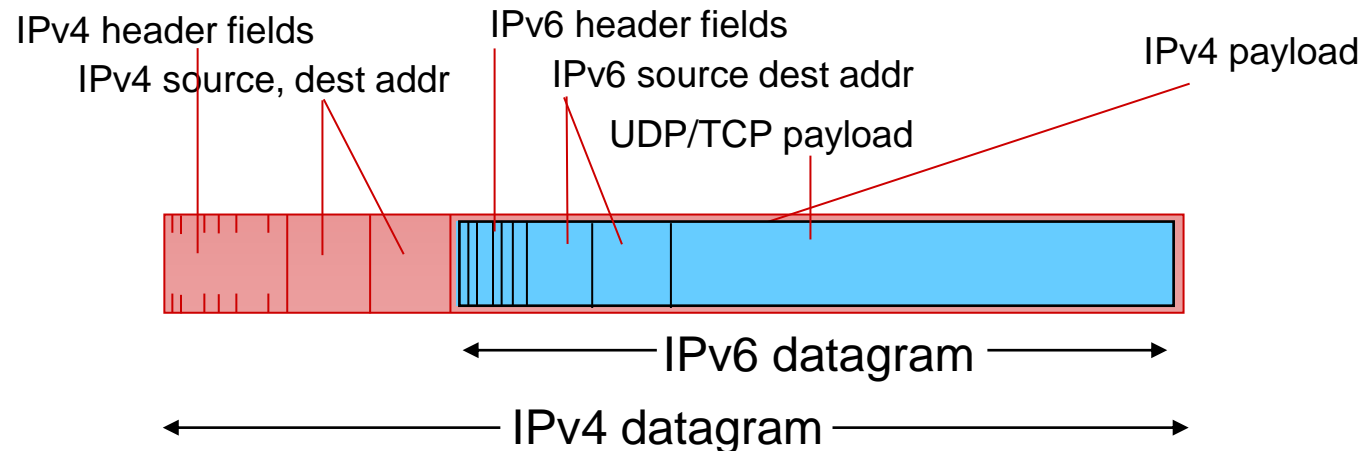 IPv4 header fields
IPv6 header fields
IPv4 payload
IPv4 source, dest addr
IPv6 source dest addr
UDP/TCP payload
IPv6 datagram
IPv4 datagram